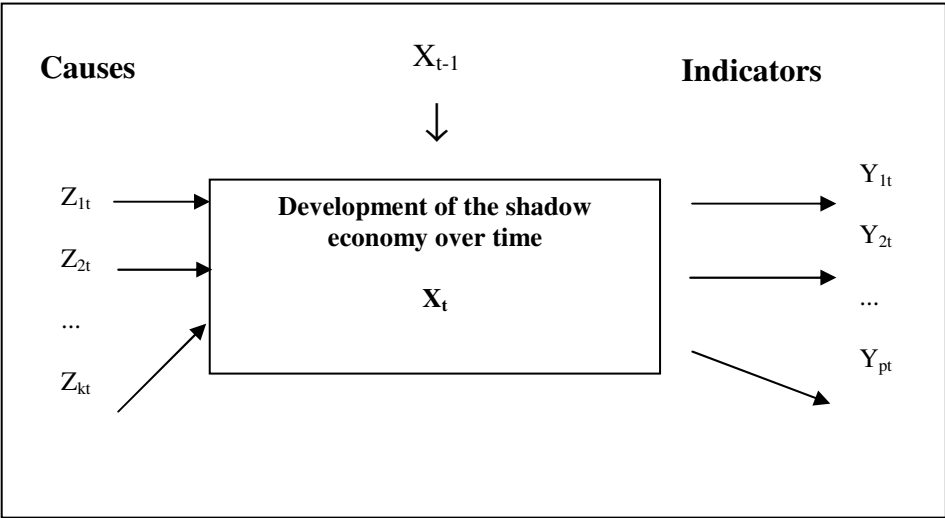 Causes
X_{t-1}
Indicators
Z_{1t}
Z_{2t}
...
Z_{kt}
Development of the shadow
economy over time
X_t
Y_{1t}
Y_{2t}
...
Y_{pt}